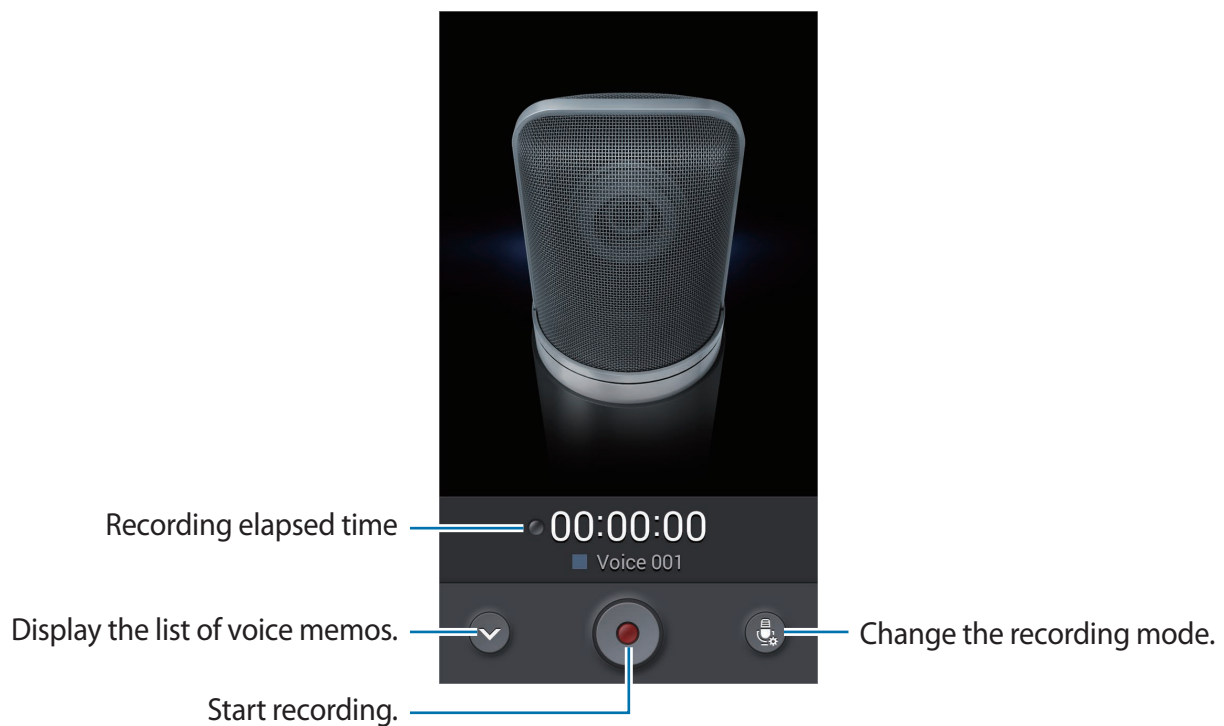 Recording elapsed time
00:00:00
Voice 001
Display the list of voice memos.
Change the recording mode.
Start recording.